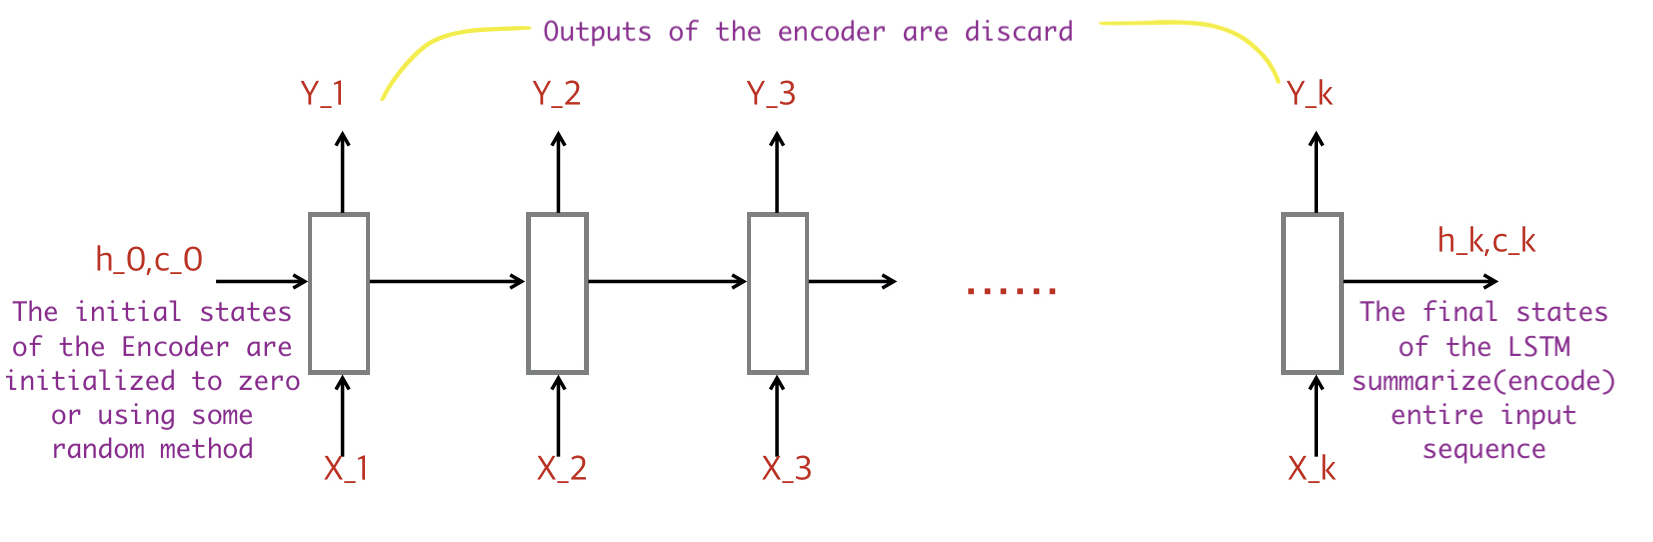 Outputs of the encoder are discard
Y_1
Y_2
Y_3
Y_k
h_0,c_0
h_k,c_k
......
The initial states
of the Encoder are
initialized to zero
or using some
random method
The final states
of the LSTM
summarize(encode)
entire input
sequence
X_1
X_2
X_3
X_k